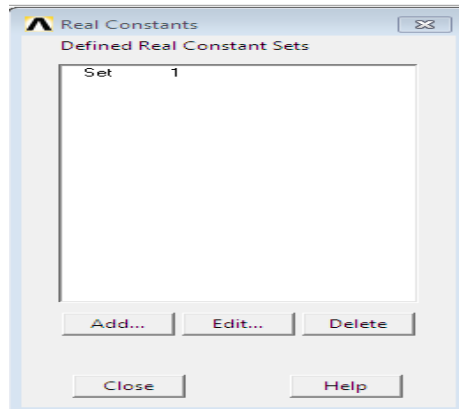 Real Constants
Defined Real Constant Sets
Set 1
Add... Edit... Delete
Close Help